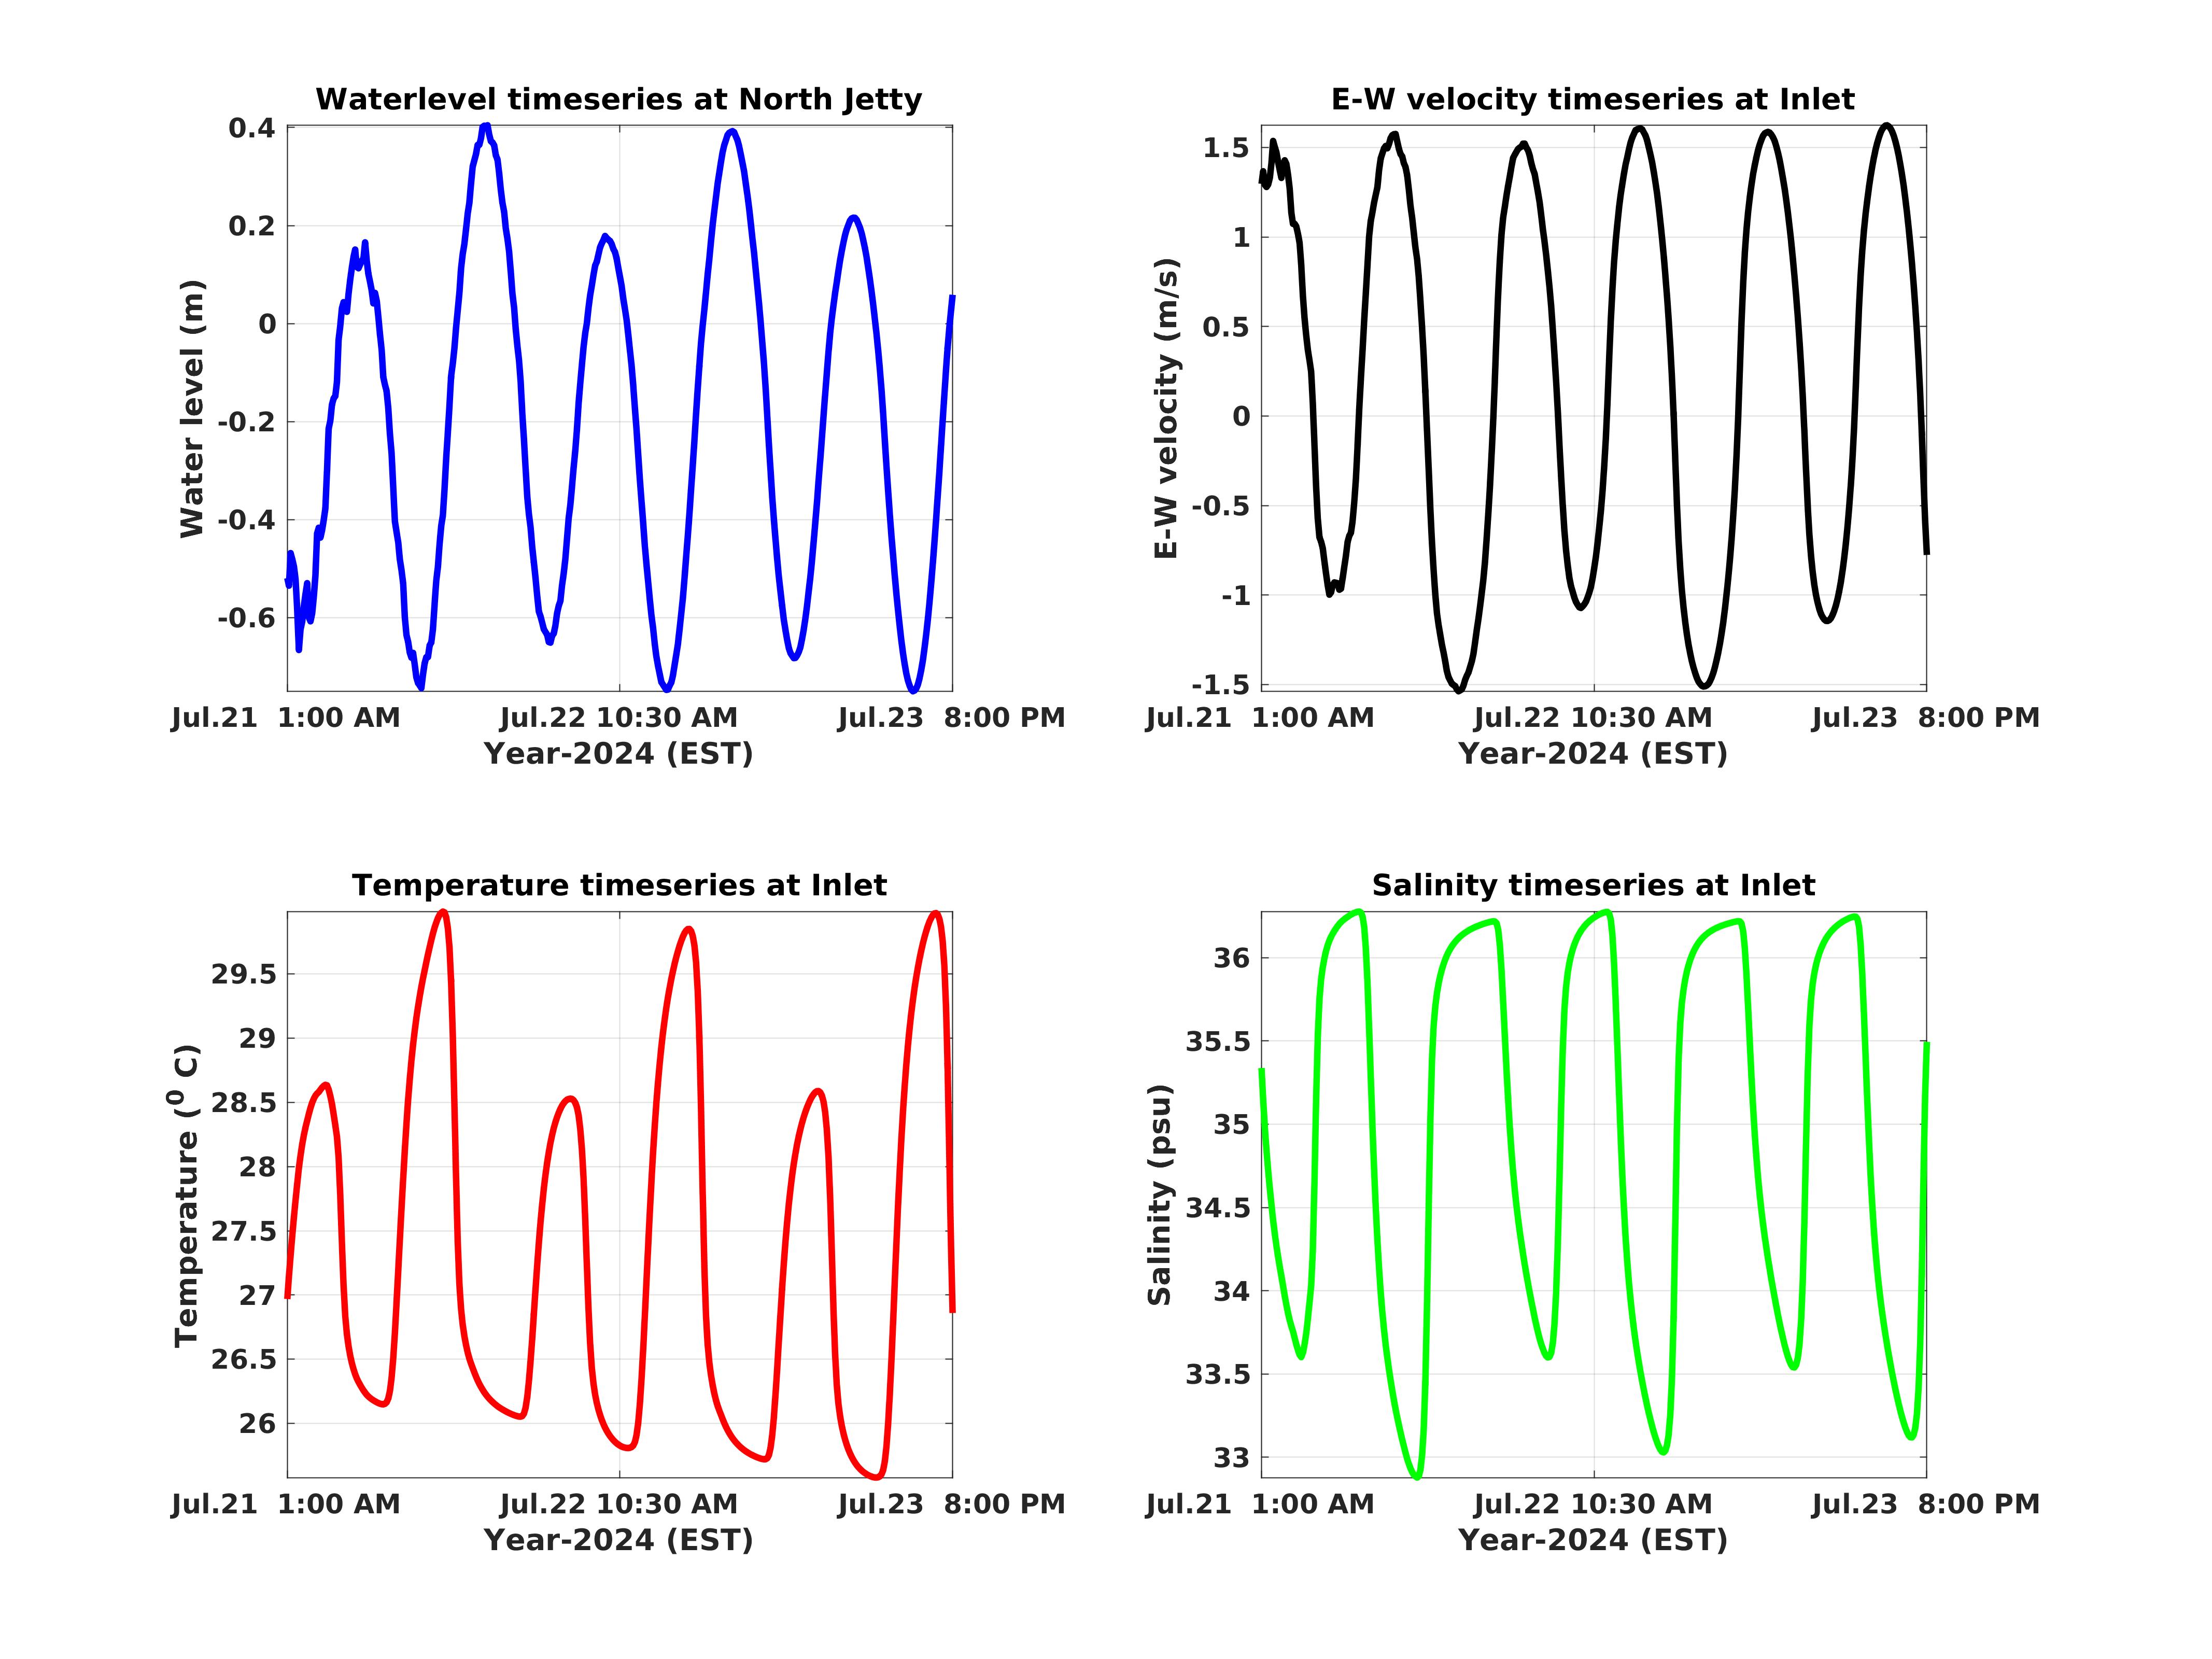 Waterlevel timeseries at North Jetty
0.4
0.2
0
-0.2
-0.4
-0.6
Water level (m)
Jul.21  1:00 AM
Jul.22 10:30 AM
Jul.23  8:00 PM
Year-2024 (EST)
E-W velocity timeseries at Inlet
1.5
1
0.5
0
-0.5
-1
-1.5
E-W velocity (m/s)
Jul.21  1:00 AM
Jul.22 10:30 AM
Jul.23  8:00 PM
Year-2024 (EST)
Temperature timeseries at Inlet
29.5
29
28.5
28
27.5
27
26.5
26
Temperature (⁰ C)
Jul.21  1:00 AM
Jul.22 10:30 AM
Jul.23  8:00 PM
Year-2024 (EST)
Salinity timeseries at Inlet
36
35.5
35
34.5
34
33.5
33
Salinity (psu)
Jul.21  1:00 AM
Jul.22 10:30 AM
Jul.23  8:00 PM
Year-2024 (EST)